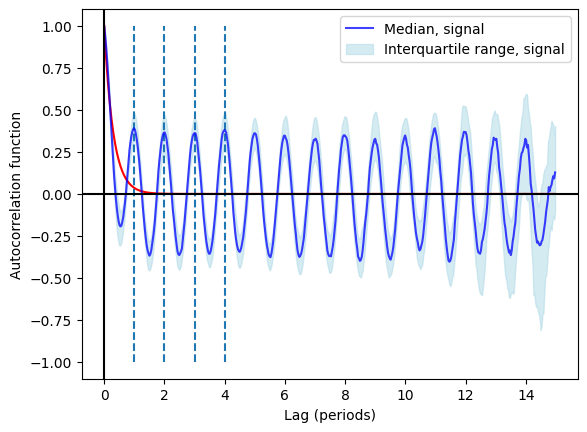 1.00
0.75
0.50
0.25
0.00
−0.25
−0.50
−0.75
−1.00
Autocorrelation function
Median, signal
Interquartile range, signal
0 2 4 6 8 10 12 14
Lag (periods)